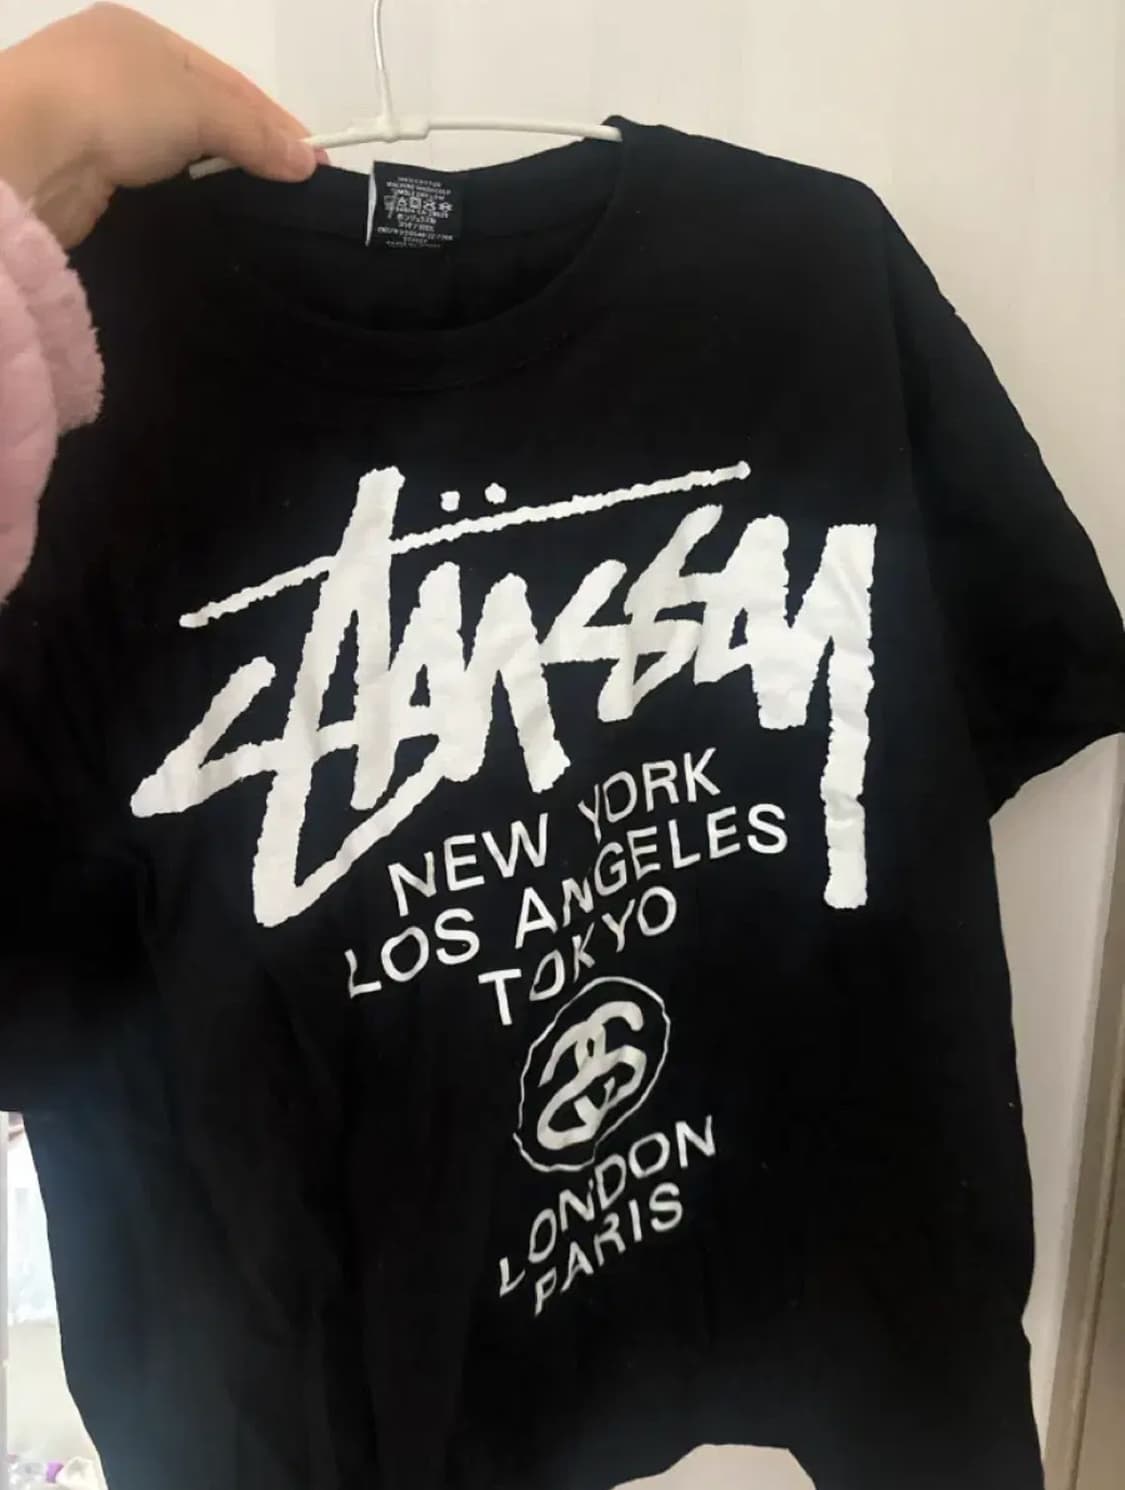 Stüssy
NEW YORK
LOS ANGELES
TOKYO
LONDON
PARIS